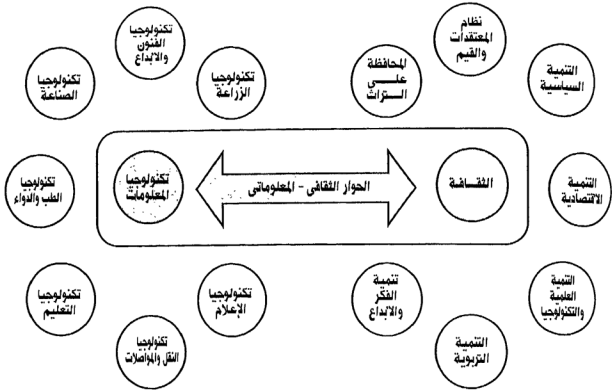 نظام
المعتقدات
والقيم
تكنولوجيا
الفنون
والابداع
المحافظة
على
التراث
التنمية
السياسية
تكنولوجيا
الزراعة
تكنولوجيا
الصناعة
التنمية
الاقتصادية
الثقافة
الحوار الثقافى - المعلوماتى
تكنولوجيا
المعلومات
تكنولوجيا
الطب والدواء
التنمية
العلمية
والتكنولوجيا
تنمية
الفكر
والابداع
تكنولوجيا
الإعلام
تكنولوجيا
التعليم
التنمية
التربوية
تكنولوجيا
النقل والمواصلات